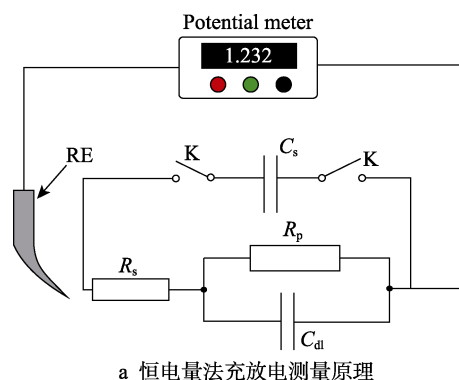 Potential meter
1.232
RE
K
Cs
K
Rp
Rs
Cdl
a 恒电量法充放电测量原理